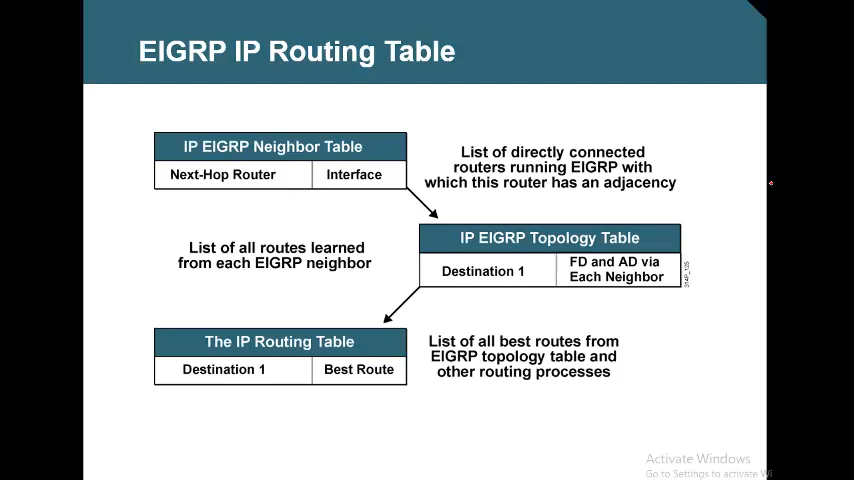 EIGRP IP Routing Table
IP EIGRP Neighbor Table
Next-Hop Router
Interface
List of directly connected
routers running EIGRP with
which this router has an adjacency
List of all routes learned
from each EIGRP neighbor
IP EIGRP Topology Table
Destination 1
FD and AD via
Each Neighbor
314P_125
The IP Routing Table
Destination 1
Best Route
List of all best routes from
EIGRP topology table and
other routing processes
Activate Windows
Go to Settings to activate Wi